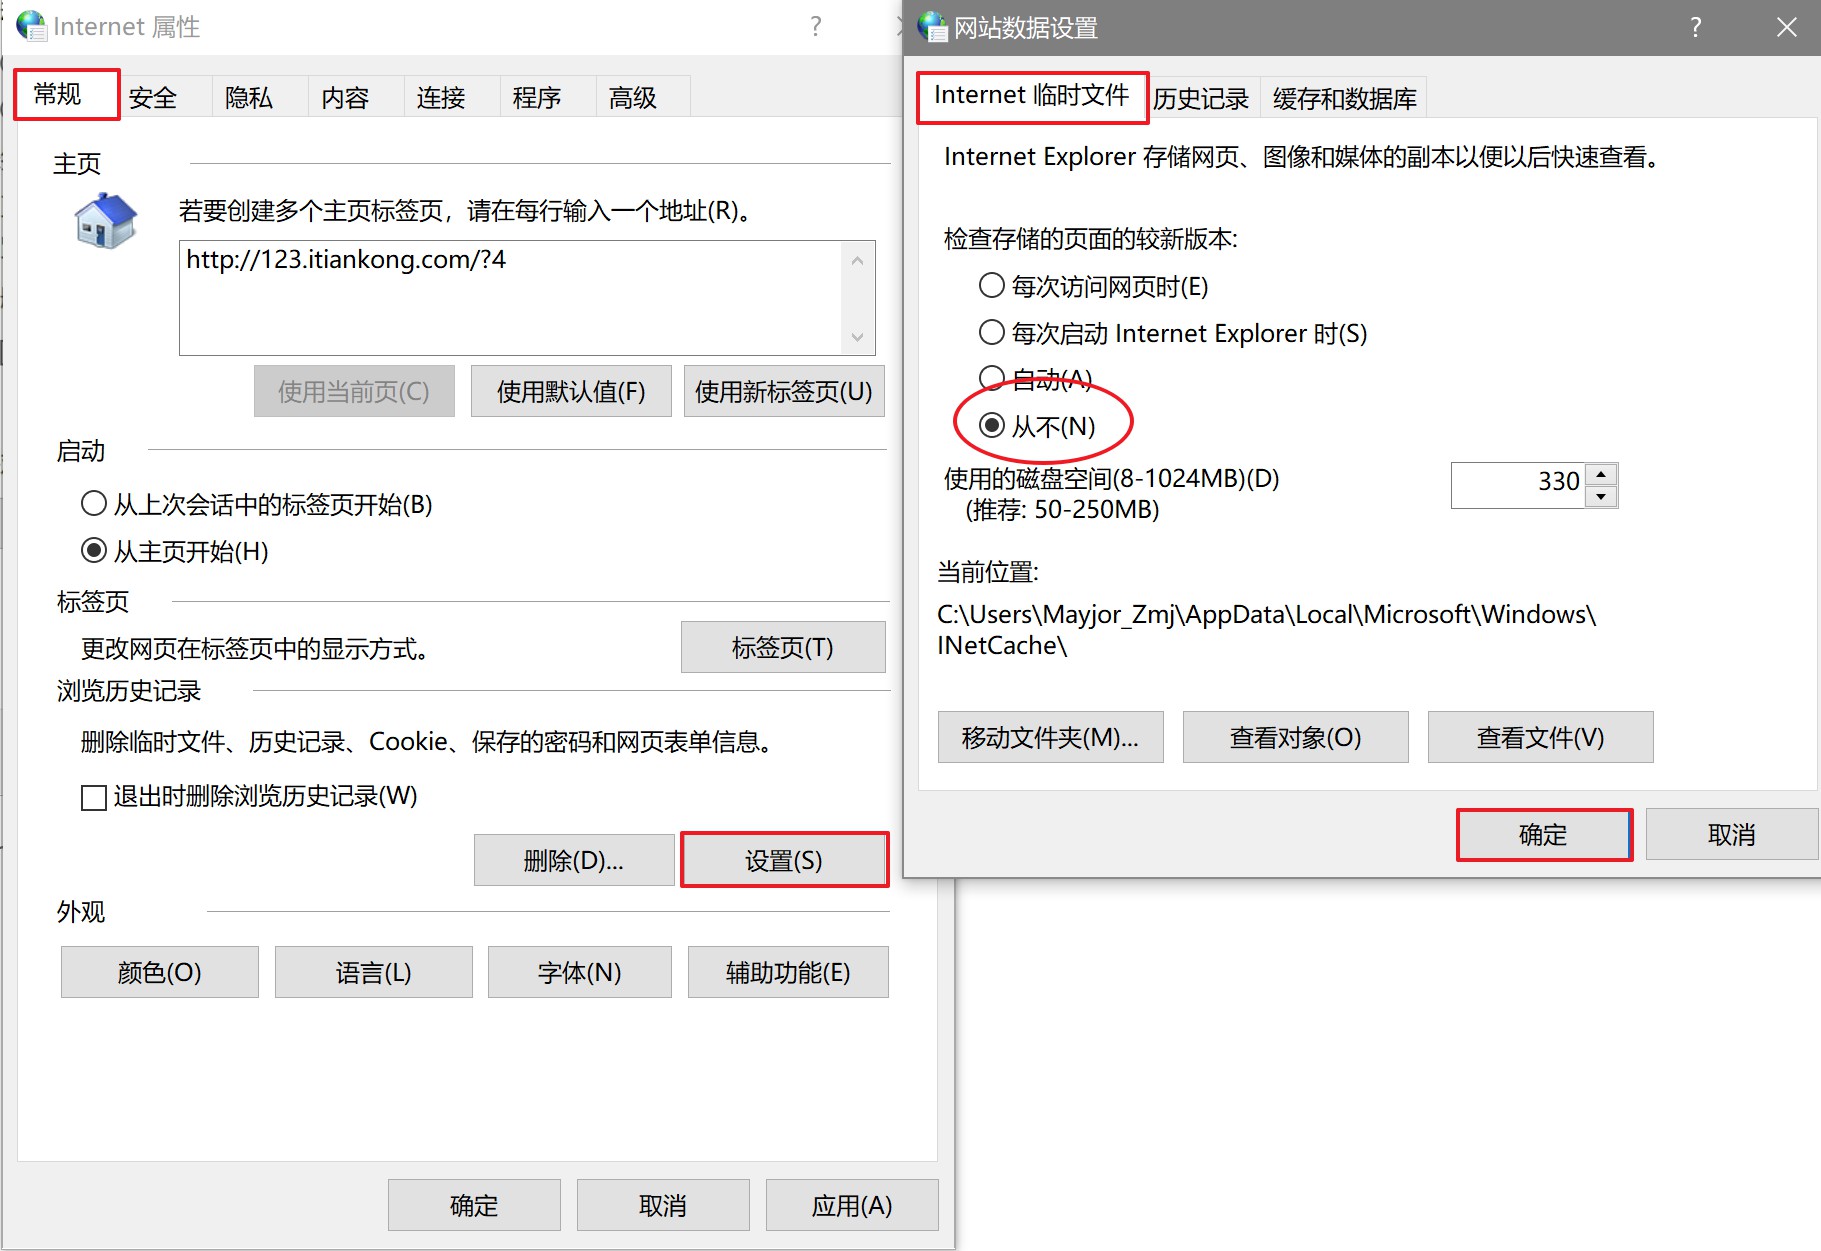 Internet 属性
常规
安全
隐私
内容
连接
程序
高级
主页
若要创建多个主页标签页，请在每行输入一个地址(R)。
http://123.itiankong.com/?4
使用当前页(C)
使用默认值(F)
使用新标签页(U)
启动
从上次会话中的标签页开始(B)
从主页开始(H)
标签页
更改网页在标签页中的显示方式。
标签页(T)
浏览历史记录
删除临时文件、历史记录、Cookie、保存的密码和网页表单信息。
退出时删除浏览历史记录(W)
删除(D)...
设置(S)
外观
颜色(O)
语言(L)
字体(N)
辅助功能(E)
确定
取消
应用(A)
网站数据设置
Internet 临时文件
历史记录
缓存和数据库
Internet Explorer 存储网页、图像和媒体的副本以便以后快速查看。
检查存储的页面的较新版本:
每次访问网页时(E)
每次启动 Internet Explorer 时(S)
自动(A)
从不(N)
使用的磁盘空间(8-1024MB)(D)
330
(推荐: 50-250MB)
当前位置:
C:\Users\Mayjor_Zmj\AppData\Local\Microsoft\Windows\
INetCache\
移动文件夹(M)...
查看对象(O)
查看文件(V)
确定
取消